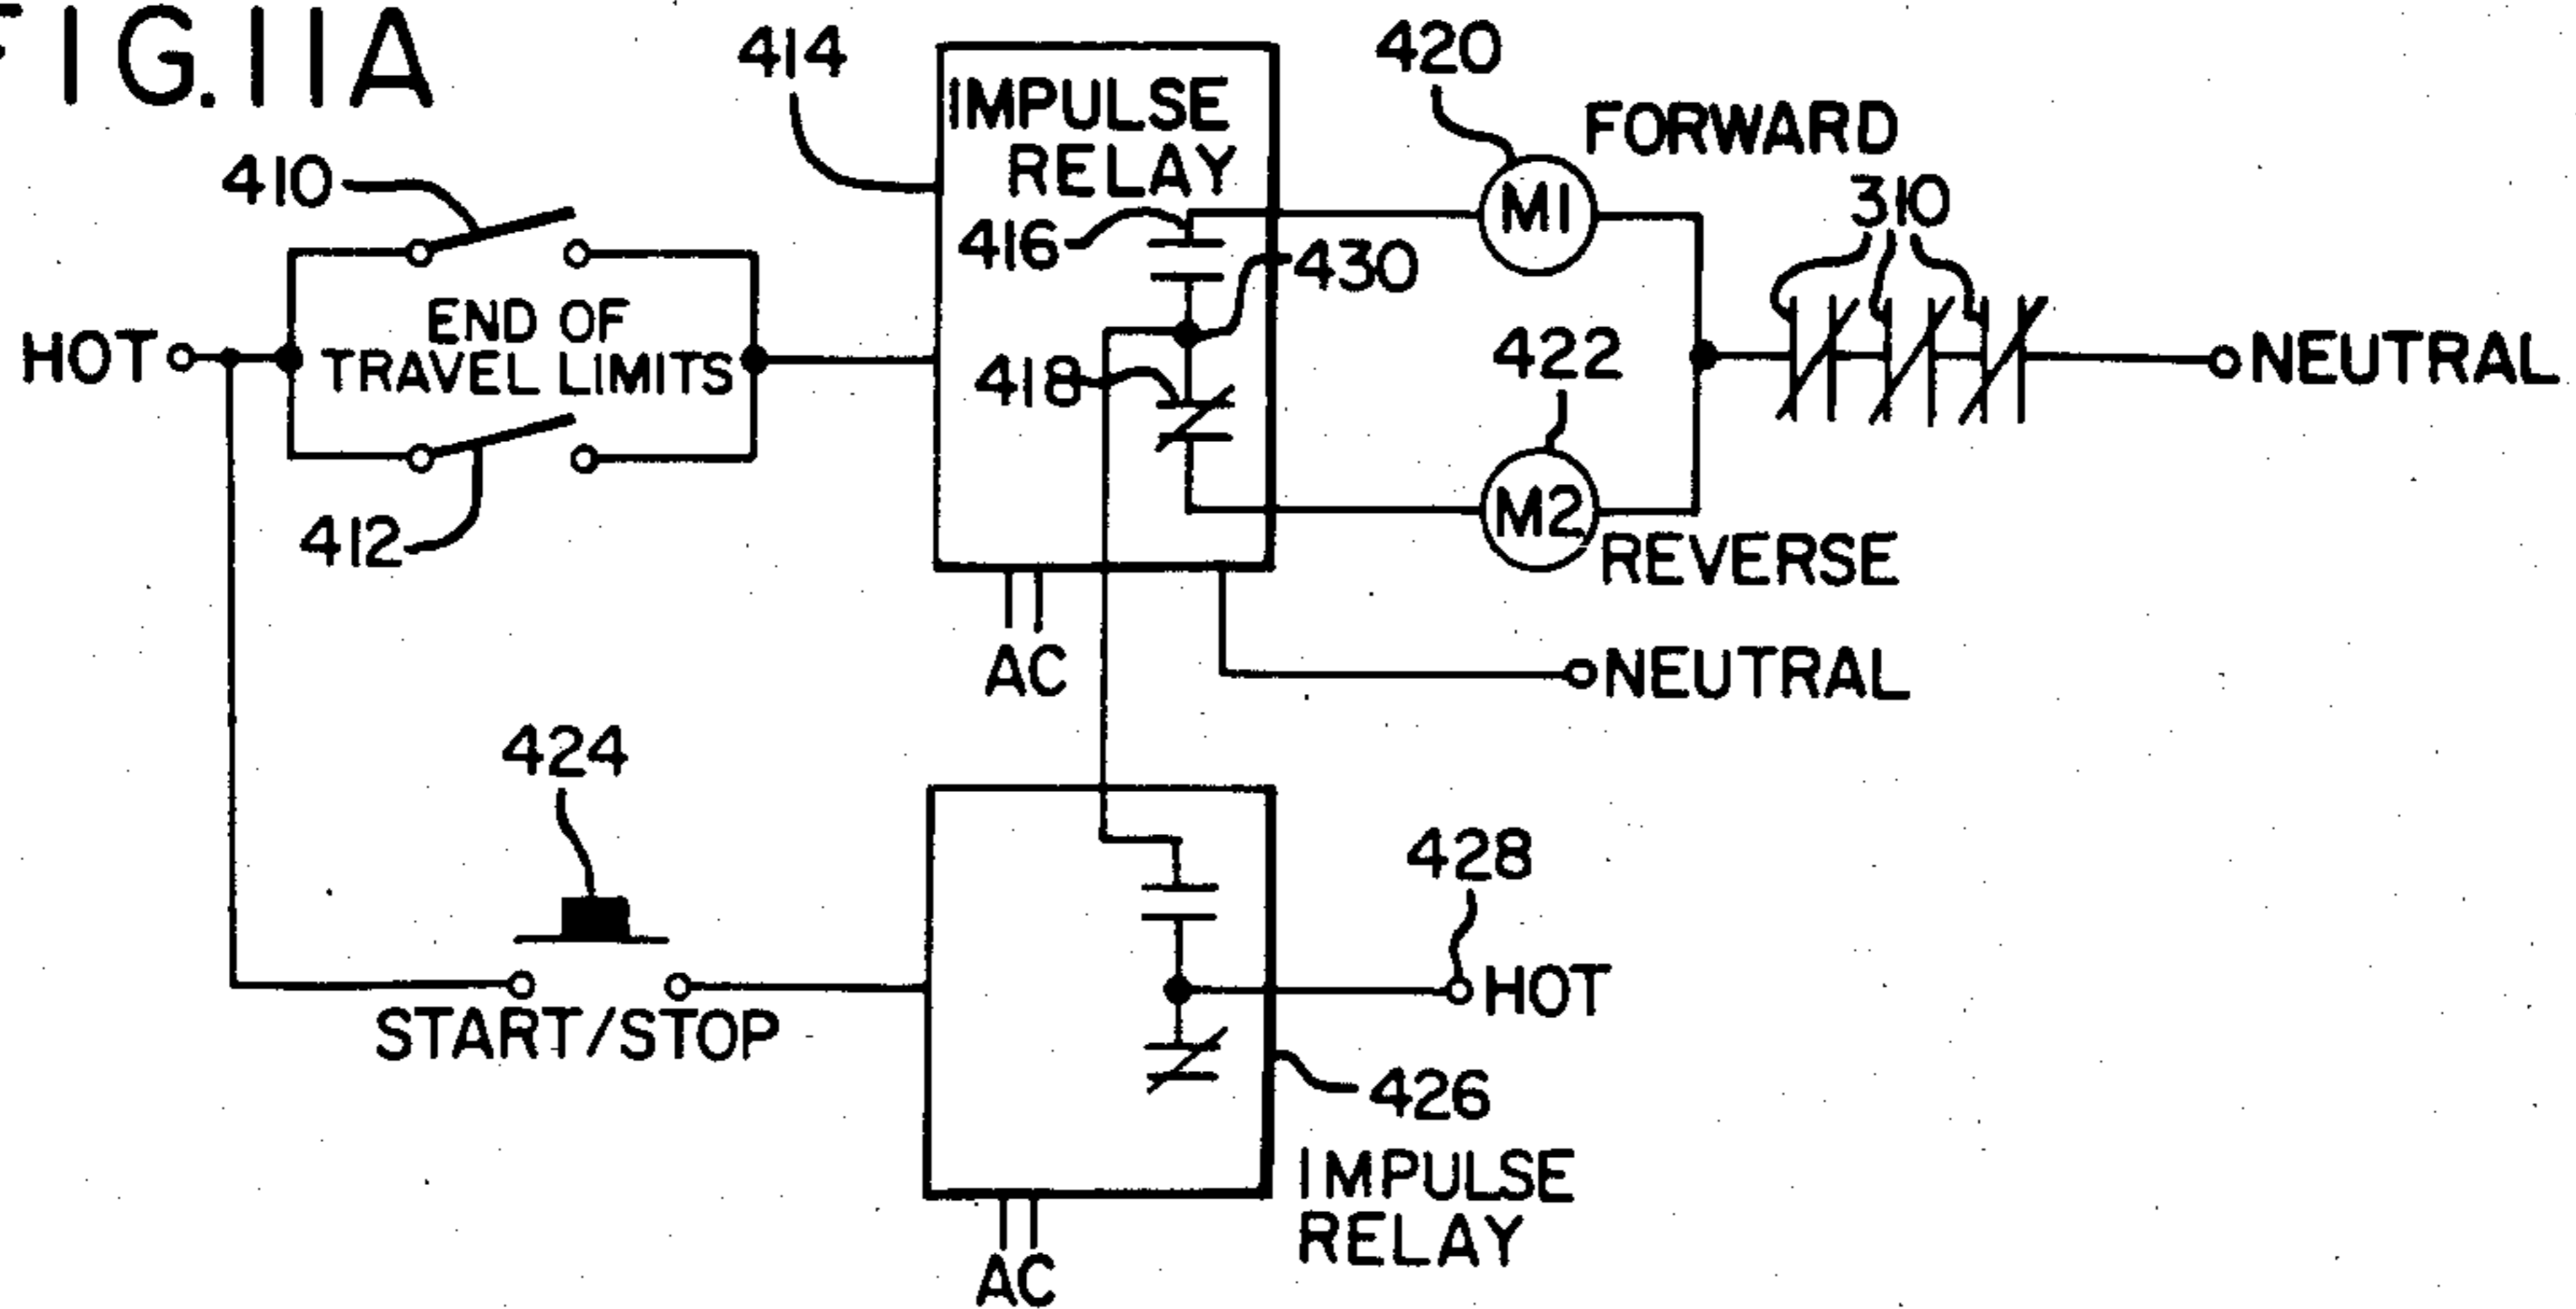 FIG. 11A
414
420
IMPULSE
RELAY
FORWARD
410
M1
310
416
430
HOT
END OF
TRAVEL LIMITS
418
422
NEUTRAL
412
M2
REVERSE
AC
NEUTRAL
424
428
HOT
START/STOP
426
IMPULSE
RELAY
AC